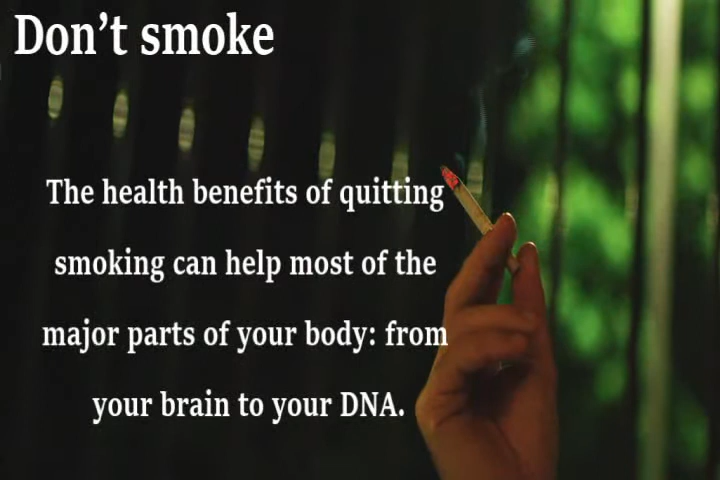 Don’t smoke
The health benefits of quitting
smoking can help most of the
major parts of your body: from
your brain to your DNA.